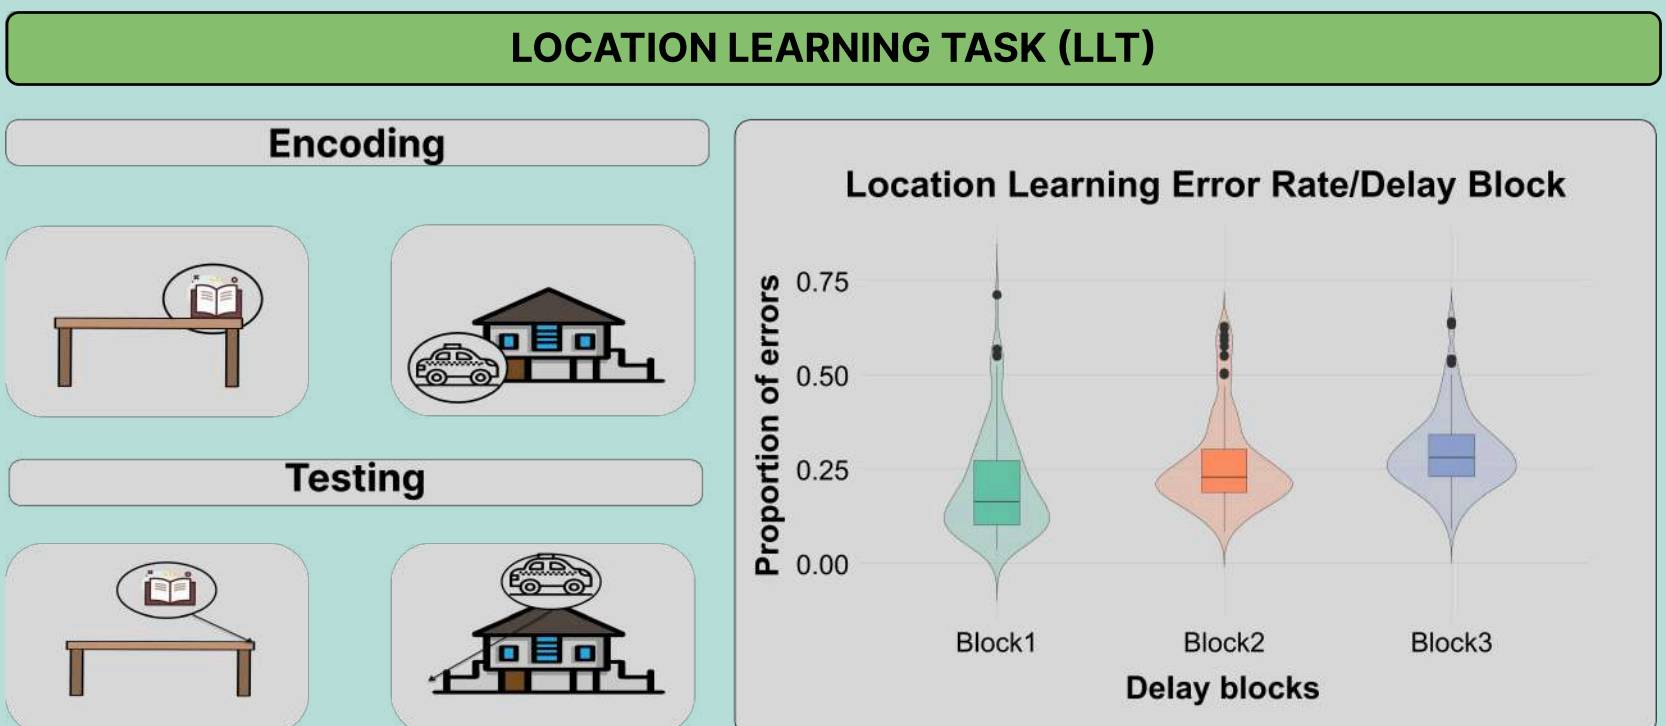 LOCATION LEARNING TASK (LLT)
Encoding
Testing
Location Learning Error Rate/Delay Block
Proportion of errors
0.75
0.50
0.25
0.00
Block1 Block2 Block3
Delay blocks